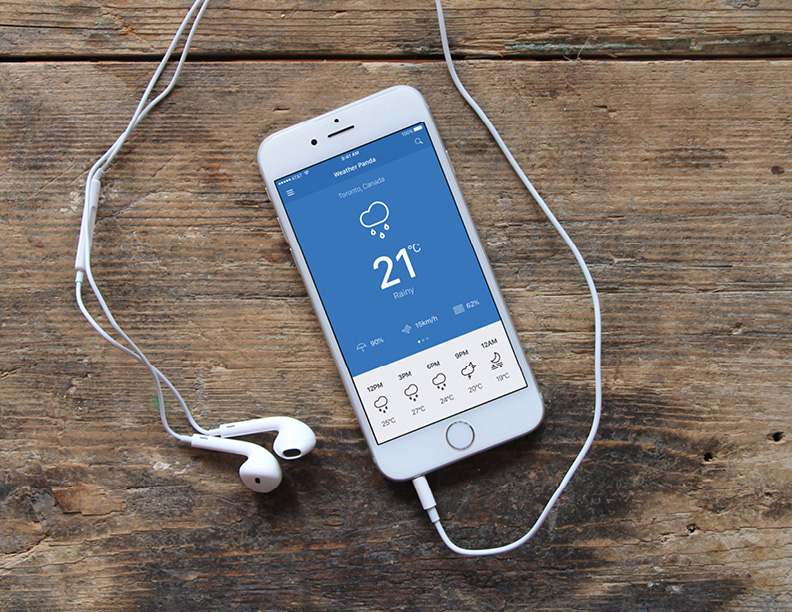 ●●●●● AT&T 9:41 AM 100%
Weather Panda
Toronto, Canada
21°C
Rainy
90% 15km/h 62%
12PM 3PM 6PM 9PM 12AM
25°C 27°C 24°C 20°C 19°C